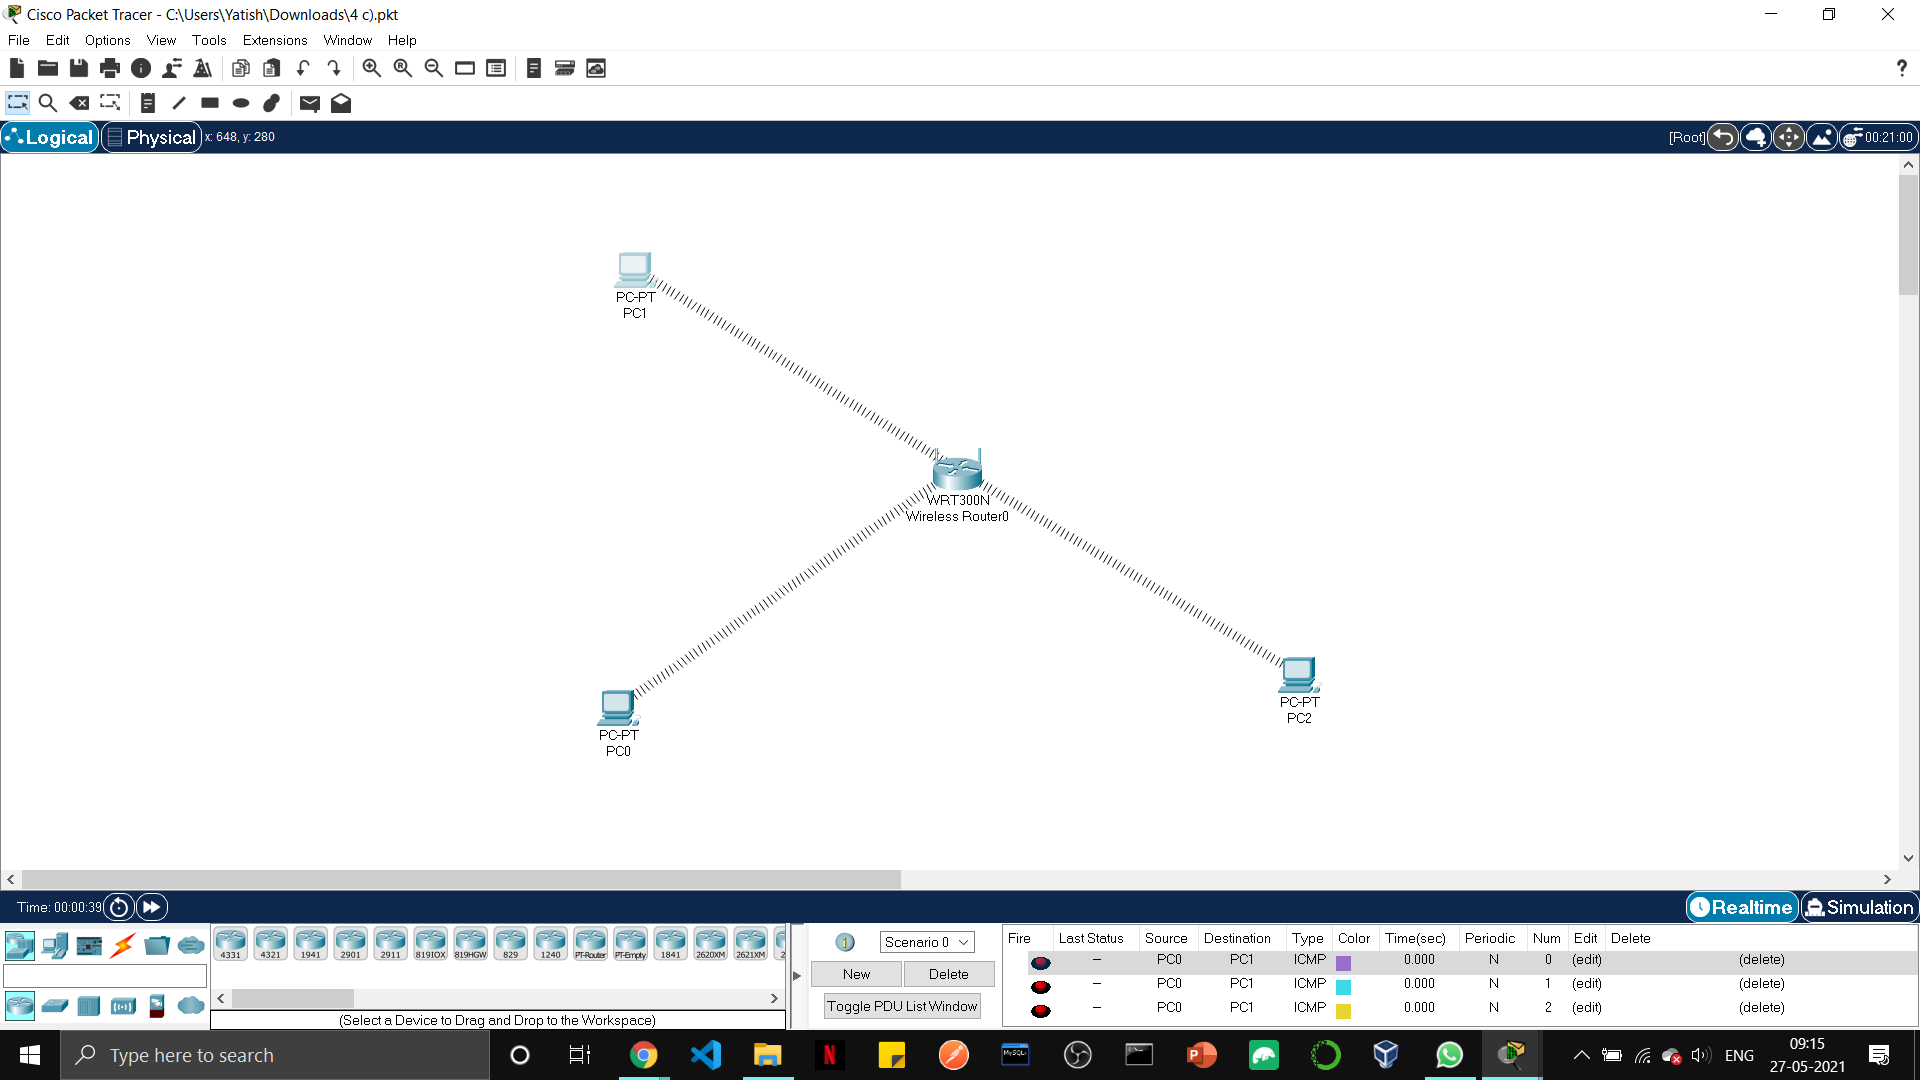 Cisco Packet Tracer - C:\Users\Yatish\Downloads\4 c).pkt
File Edit Options View Tools Extensions Window Help
?
Logical Physical x: 648, y: 280 [Root] 00:21:00
PC-PT
PC1
WRT300N
Wireless Router0
PC-PT
PC2
PC-PT
PC0
Time: 00:00:39 Realtime Simulation
4331 4321 1941 2901 2911 819IOX 819HGW 829 1240 PT-Router PT-Empty 1841 2620XM 2621XM 2
(Select a Device to Drag and Drop to the Workspace)
Scenario 0
New Delete
Toggle PDU List Window
Fire Last Status Source Destination Type Color Time(sec) Periodic Num Edit Delete
-- PC0 PC1 ICMP 0.000 N 0 (edit) (delete)
-- PC0 PC1 ICMP 0.000 N 1 (edit) (delete)
-- PC0 PC1 ICMP 0.000 N 2 (edit) (delete)
Type here to search
N
MySQL
P
ENG
09:15
27-05-2021